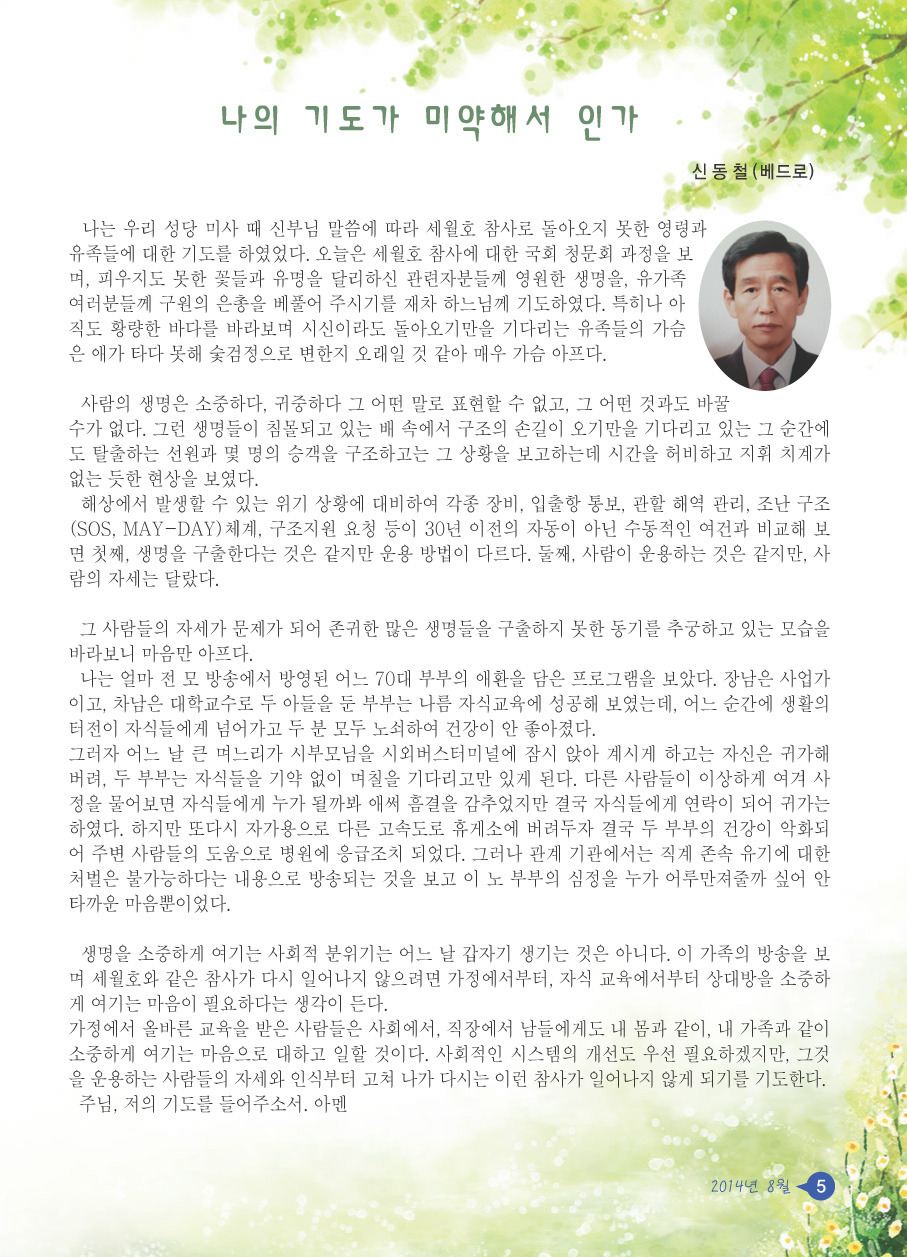 나의 기도가 미약해서 인가
신 동 철 (베드로)
나는 우리 성당 미사 때 신부님 말씀에 따라 세월호 참사로 돌아오지 못한 영령과
유족들에 대한 기도를 하였었다. 오늘은 세월호 참사에 대한 국회 청문회 과정을 보
며, 피우지도 못한 꽃들과 유명을 달리하신 관련자분들께 영원한 생명을, 유가족
여러분들께 구원의 은총을 베풀어 주시기를 재차 하느님께 기도하였다. 특히나 아
직도 황량한 바다를 바라보며 시신이라도 돌아오기만을 기다리는 유족들의 가슴
은 애가 타다 못해 숯검정으로 변한지 오래일 것 같아 매우 가슴 아프다.
사람의 생명은 소중하다, 귀중하다 그 어떤 말로 표현할 수 없고, 그 어떤 것과도 바꿀
수가 없다. 그런 생명들이 침몰되고 있는 배 속에서 구조의 손길이 오기만을 기다리고 있는 그 순간에
도 탈출하는 선원과 몇 명의 승객을 구조하고는 그 상황을 보고하는데 시간을 허비하고 지휘 치계가
없는 듯한 현상을 보였다.
해상에서 발생할 수 있는 위기 상황에 대비하여 각종 장비, 입출항 통보, 관할 해역 관리, 조난 구조
(SOS, MAY-DAY)체계, 구조지원 요청 등이 30년 이전의 자동이 아닌 수동적인 여건과 비교해 보
면 첫째, 생명을 구출한다는 것은 같지만 운용 방법이 다르다. 둘째, 사람이 운용하는 것은 같지만, 사
람의 자세는 달랐다.
그 사람들의 자세가 문제가 되어 존귀한 많은 생명들을 구출하지 못한 동기를 추궁하고 있는 모습을
바라보니 마음만 아프다.
나는 얼마 전 모 방송에서 방영된 어느 70대 부부의 애환을 담은 프로그램을 보았다. 장남은 사업가
이고, 차남은 대학교수로 두 아들을 둔 부부는 나름 자식교육에 성공해 보였는데, 어느 순간에 생활의
터전이 자식들에게 넘어가고 두 분 모두 노쇠하여 건강이 안 좋아졌다.
그러자 어느 날 큰 며느리가 시부모님을 시외버스터미널에 잠시 앉아 계시게 하고는 자신은 귀가해
버려, 두 부부는 자식들을 기약 없이 며칠을 기다리고만 있게 된다. 다른 사람들이 이상하게 여겨 사
정을 물어보면 자식들에게 누가 될까봐 애써 흠결을 감추었지만 결국 자식들에게 연락이 되어 귀가는
하였다. 하지만 또다시 자가용으로 다른 고속도로 휴게소에 버려두자 결국 두 부부의 건강이 악화되
어 주변 사람들의 도움으로 병원에 응급조치 되었다. 그러나 관계 기관에서는 직계 존속 유기에 대한
처벌은 불가능하다는 내용으로 방송되는 것을 보고 이 노 부부의 심정을 누가 어루만져줄까 싶어 안
타까운 마음뿐이었다.
생명을 소중하게 여기는 사회적 분위기는 어느 날 갑자기 생기는 것은 아니다. 이 가족의 방송을 보
며 세월호와 같은 참사가 다시 일어나지 않으려면 가정에서부터, 자식 교육에서부터 상대방을 소중하
게 여기는 마음이 필요하다는 생각이 든다.
가정에서 올바른 교육을 받은 사람들은 사회에서, 직장에서 남들에게도 내 몸과 같이, 내 가족과 같이
소중하게 여기는 마음으로 대하고 일할 것이다. 사회적인 시스템의 개선도 우선 필요하겠지만, 그것
을 운용하는 사람들의 자세와 인식부터 고쳐 나가 다시는 이런 참사가 일어나지 않게 되기를 기도한다.
주님, 저의 기도를 들어주소서. 아멘
2014년 8월 5